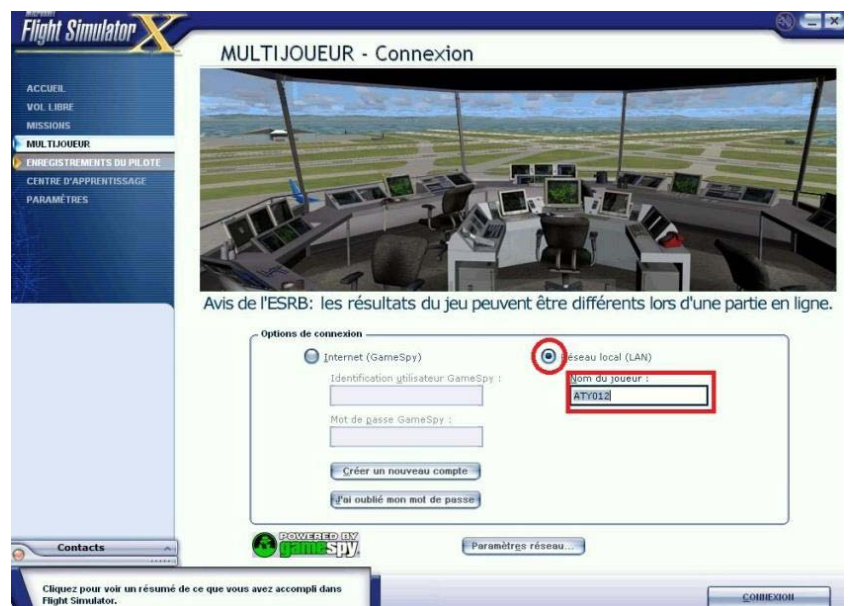 Microsoft
Flight Simulator X
MULTIJOUEUR - Connexion
ACCUEIL
VOL LIBRE
MISSIONS
MULTIJOUEUR
ENREGISTREMENTS DU PILOTE
CENTRE D'APPRENTISSAGE
PARAMÈTRES
Avis de l'ESRB: les résultats du jeu peuvent être différents lors d'une partie en ligne.
Options de connexion
Internet (GameSpy)
Réseau local (LAN)
Identification utilisateur GameSpy :
Nom du joueur :
ATY012
Mot de passe GameSpy :
Créer un nouveau compte
J'ai oublié mon mot de passe
POWERED BY
gamespy.
Paramètres réseau...
Contacts
Cliquez pour voir un résumé de ce que vous avez accompli dans
Flight Simulator.
CONNEXION